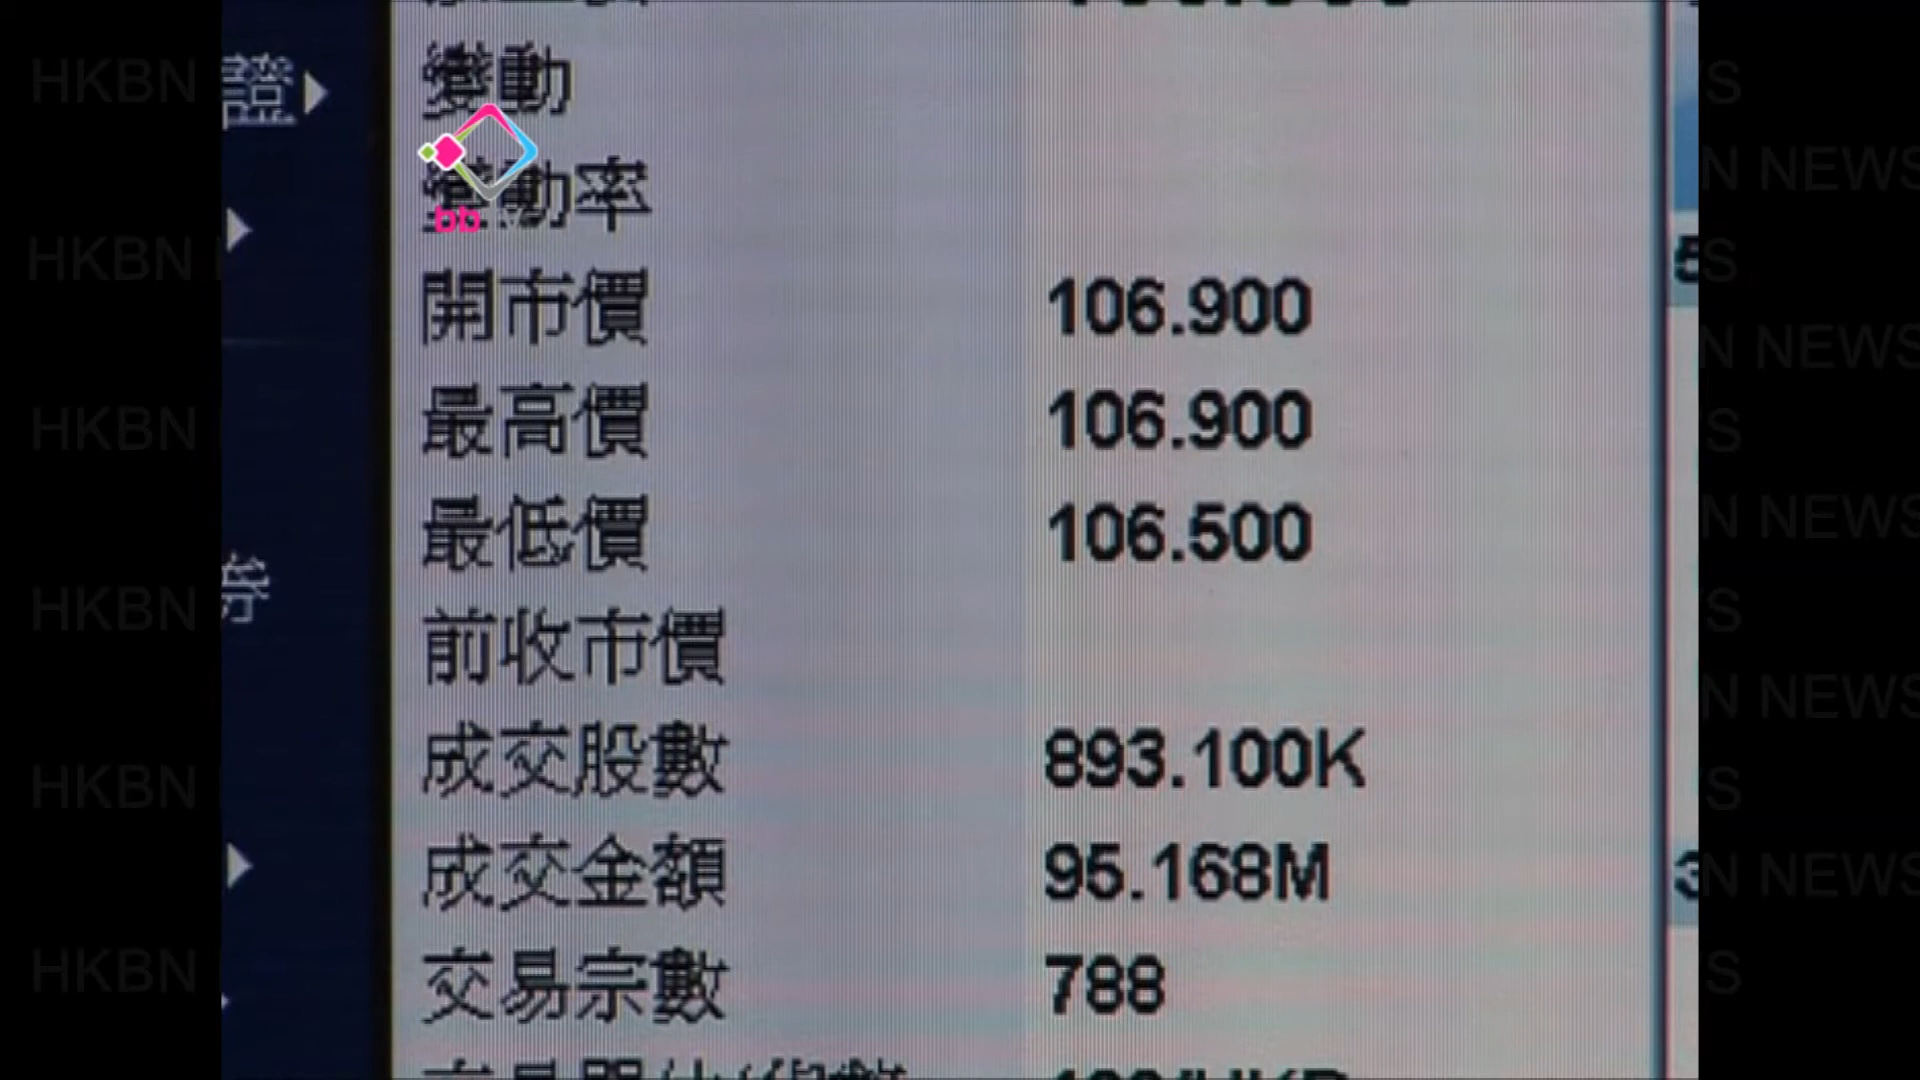 變動
變動率
開市價 106.900
最高價 106.900
最低價 106.500
前收市價
成交股數 893.100K
成交金額 95.168M
交易宗數 788
證
券
bb
HKBN
N NEWS
HKBN
N NEWS
HKBN
N NEWS
HKBN
N NEWS
HKBN
N NEWS
HKBN